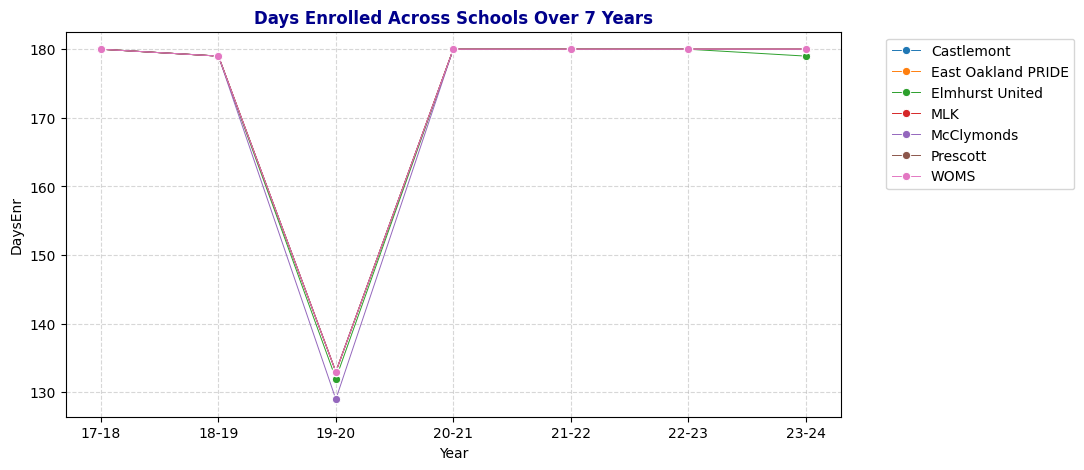 Days Enrolled Across Schools Over 7 Years
DaysEnr
180
170
160
150
140
130
17-18
18-19
19-20
20-21
21-22
22-23
23-24
Year
Castlemont
East Oakland PRIDE
Elmhurst United
MLK
McClymonds
Prescott
WOMS